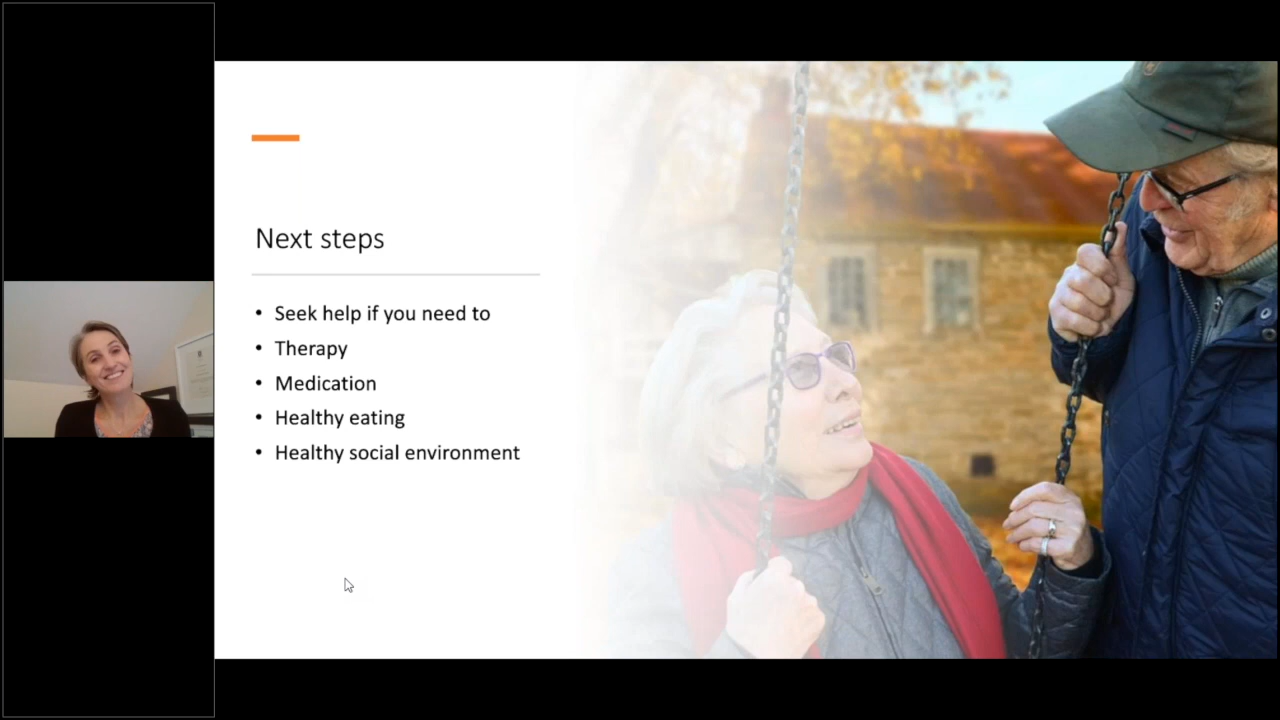 Next steps
• Seek help if you need to
• Therapy
• Medication
• Healthy eating
• Healthy social environment